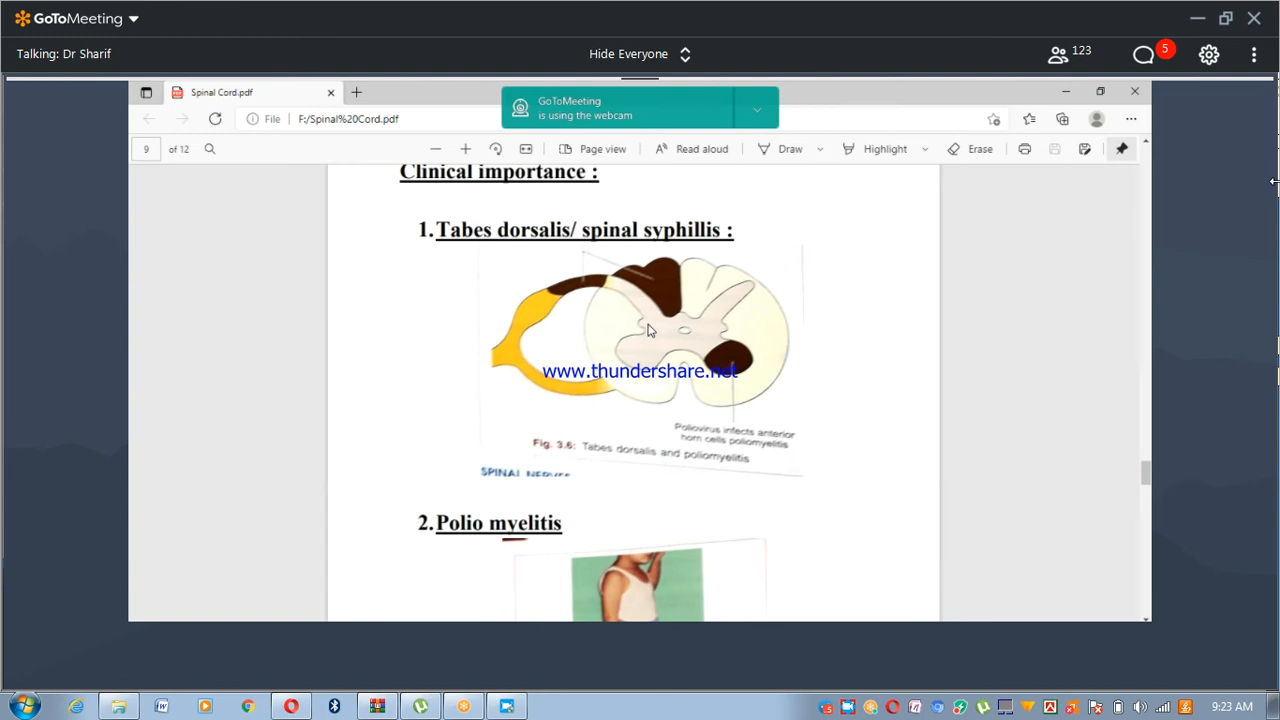 GoToMeeting
Talking: Dr Sharif
Hide Everyone
123
5
Spinal Cord.pdf
GoToMeeting
is using the webcam
File F:/Spinal%20Cord.pdf
9 of 12 Page view Read aloud Draw Highlight Erase
Clinical importance :
1. Tabes dorsalis/ spinal syphillis :
www.thundershare.net
Poliovirus infects anterior
horn cells poliomyelitis
Fig. 3.6: Tabes dorsalis and poliomyelitis
SPINAL NERVES
2. Polio myelitis
9:23 AM